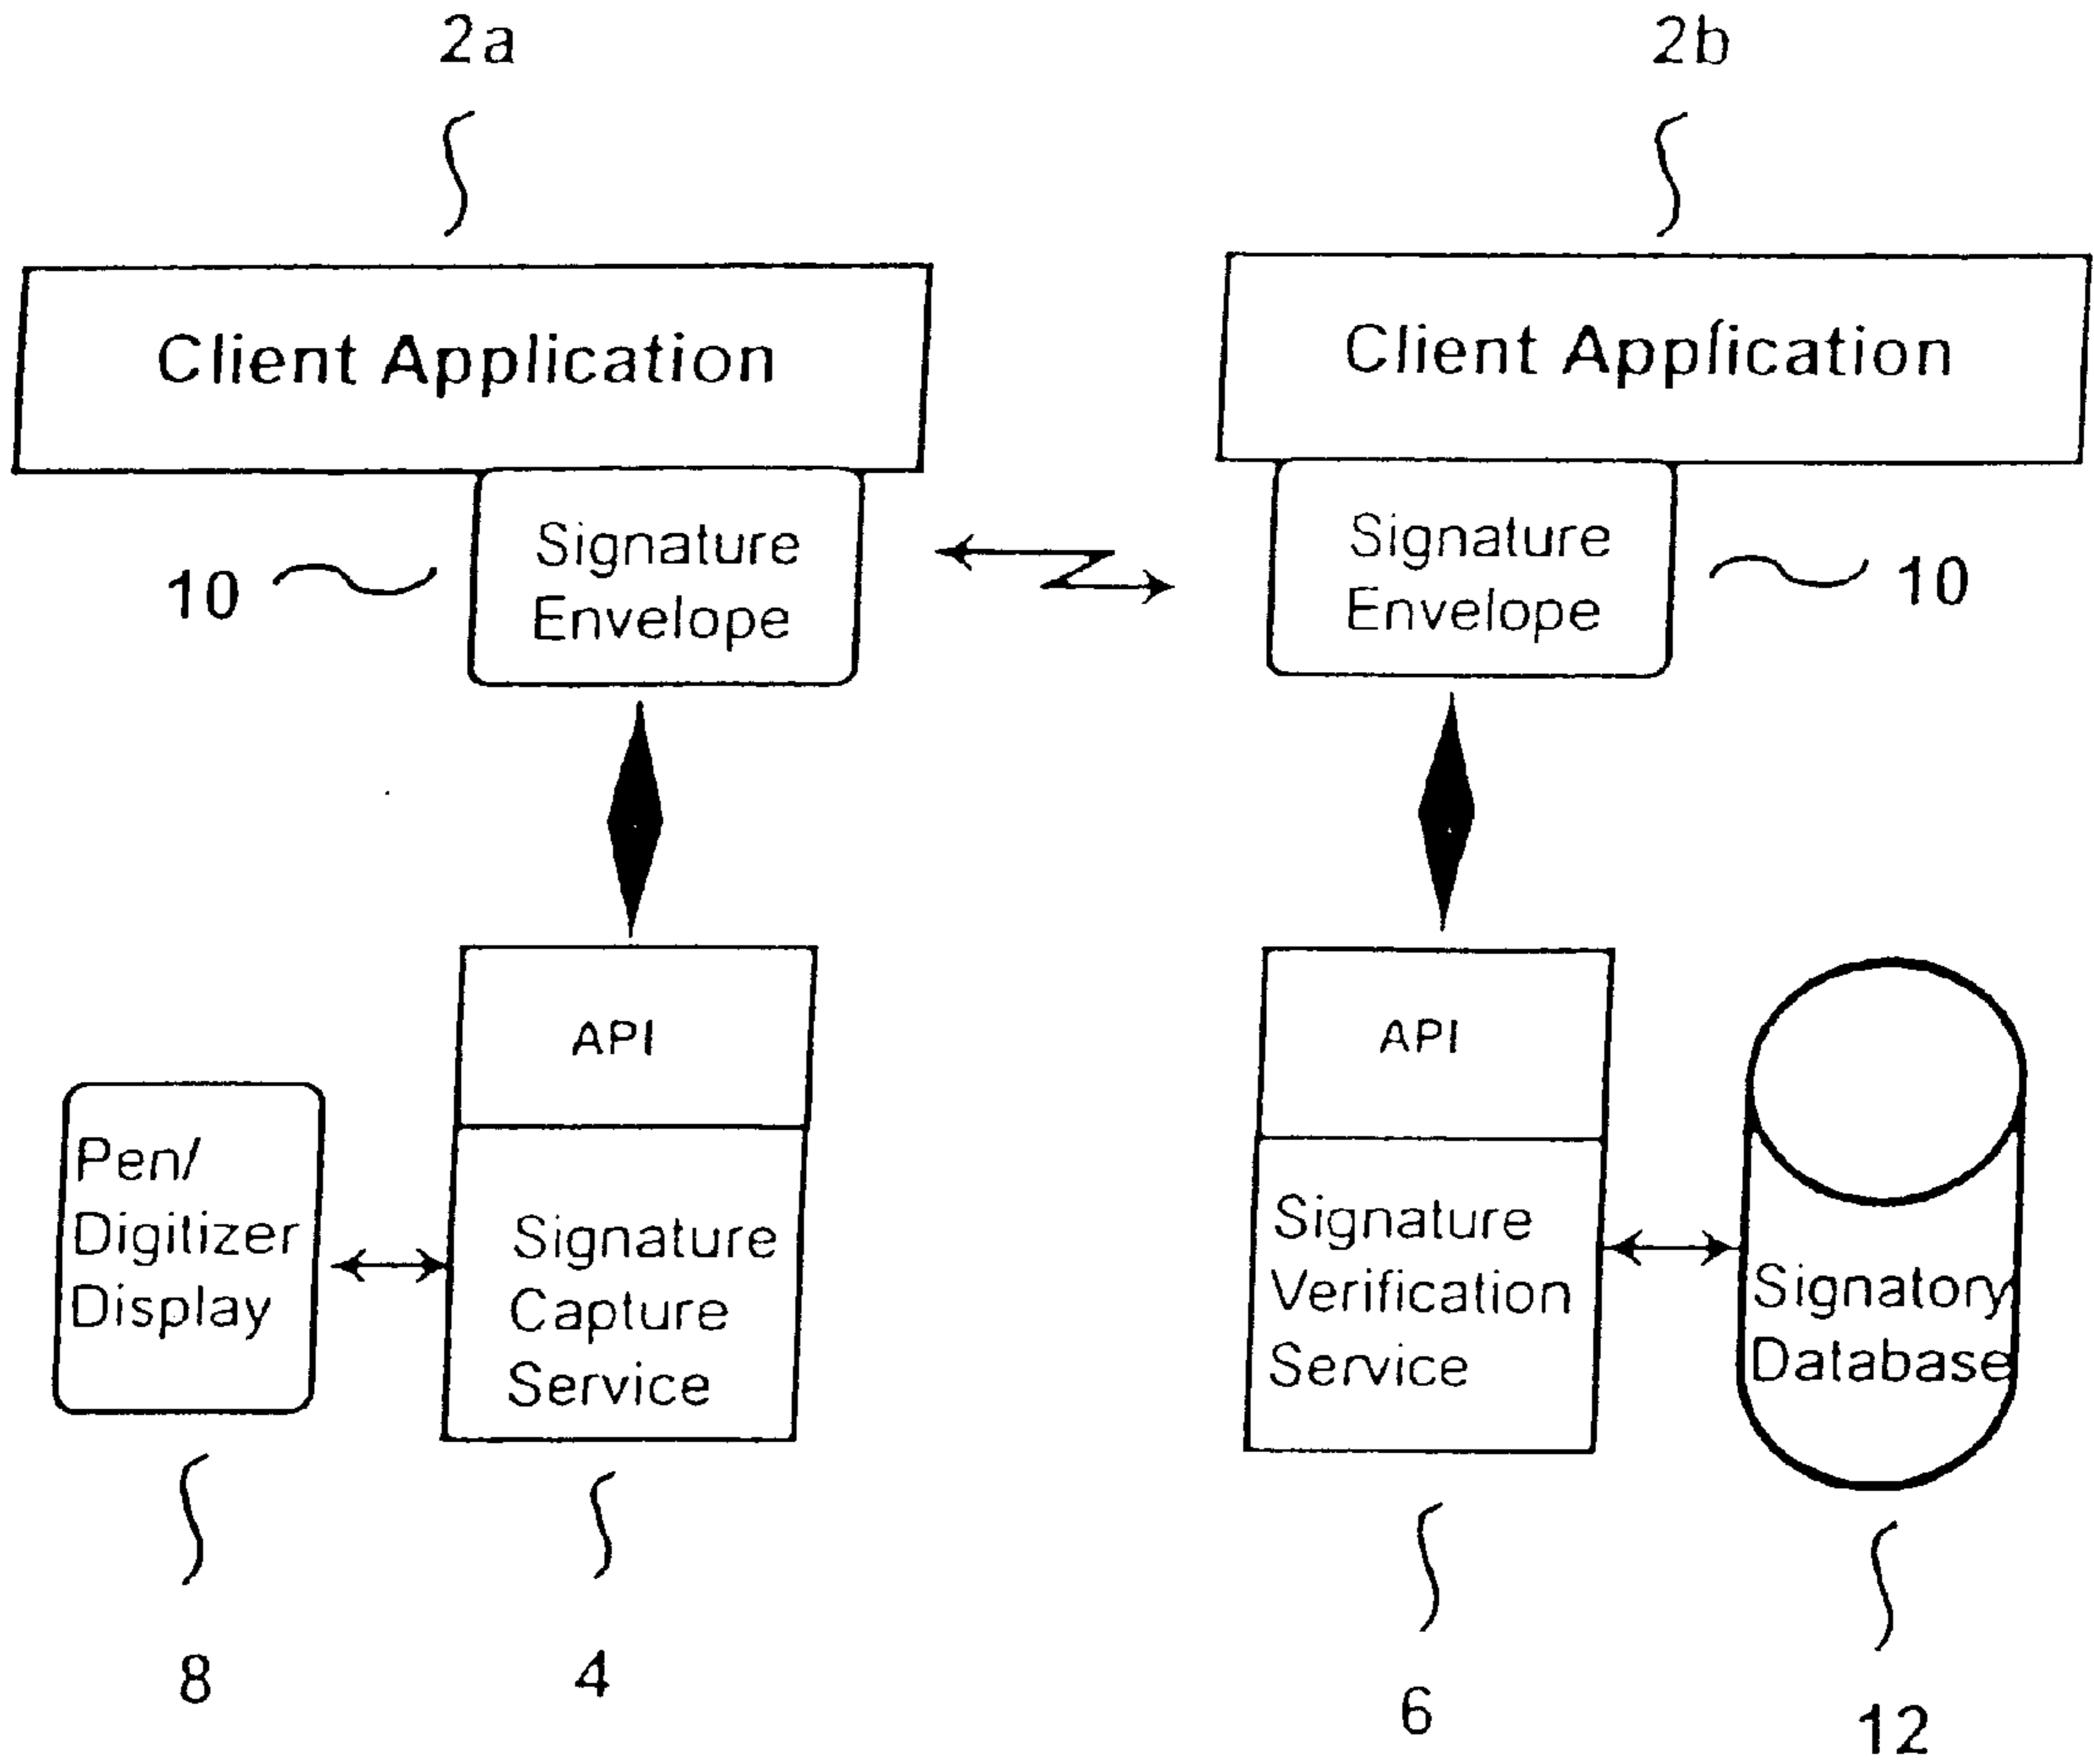 2a
2b
Client Application
Client Application
Signature
Envelope
10
Signature
Envelope
10
API
API
Pen/
Digitizer
Display
Signature
Capture
Service
Signature
Verification
Service
Signatory
Database
8
4
6
12